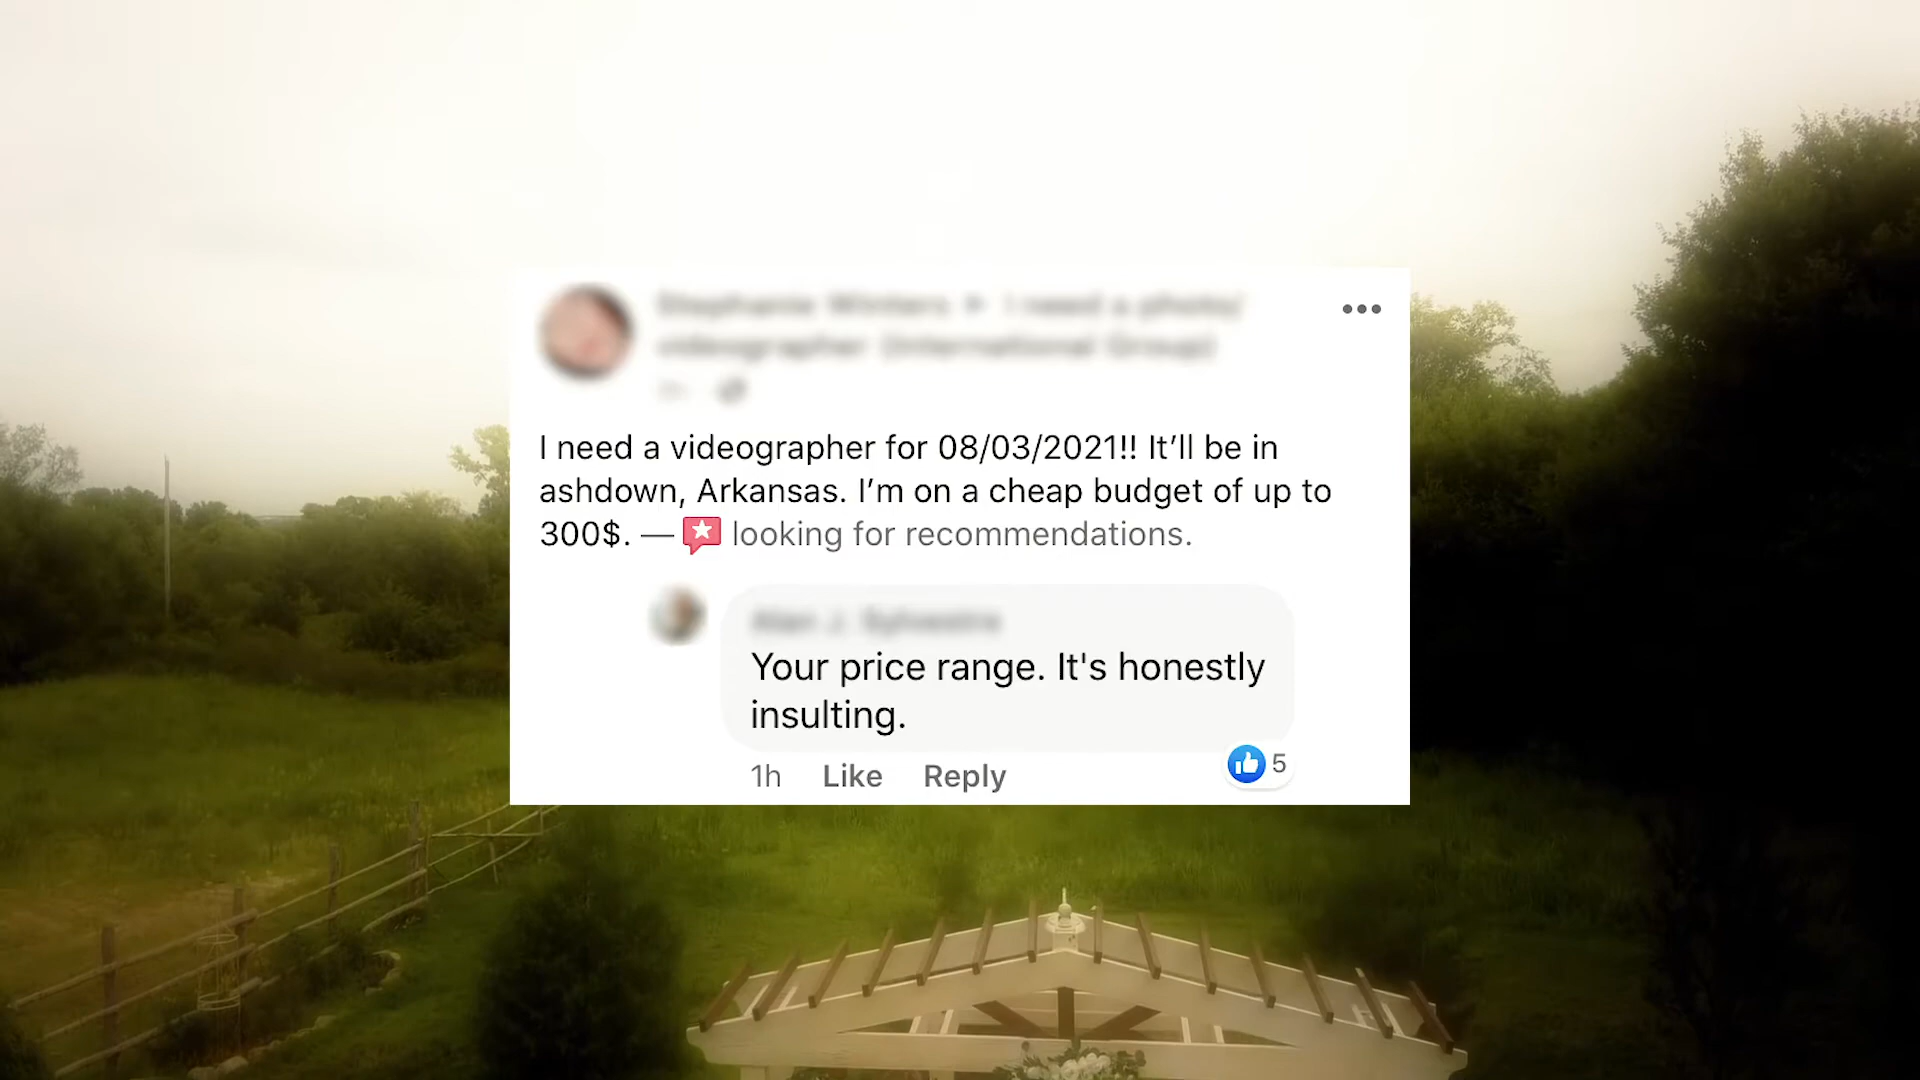 I need a videographer for 08/03/2021!! It’ll be in
ashdown, Arkansas. I’m on a cheap budget of up to
300$. — looking for recommendations.
Your price range. It's honestly
insulting.
1h Like Reply 5